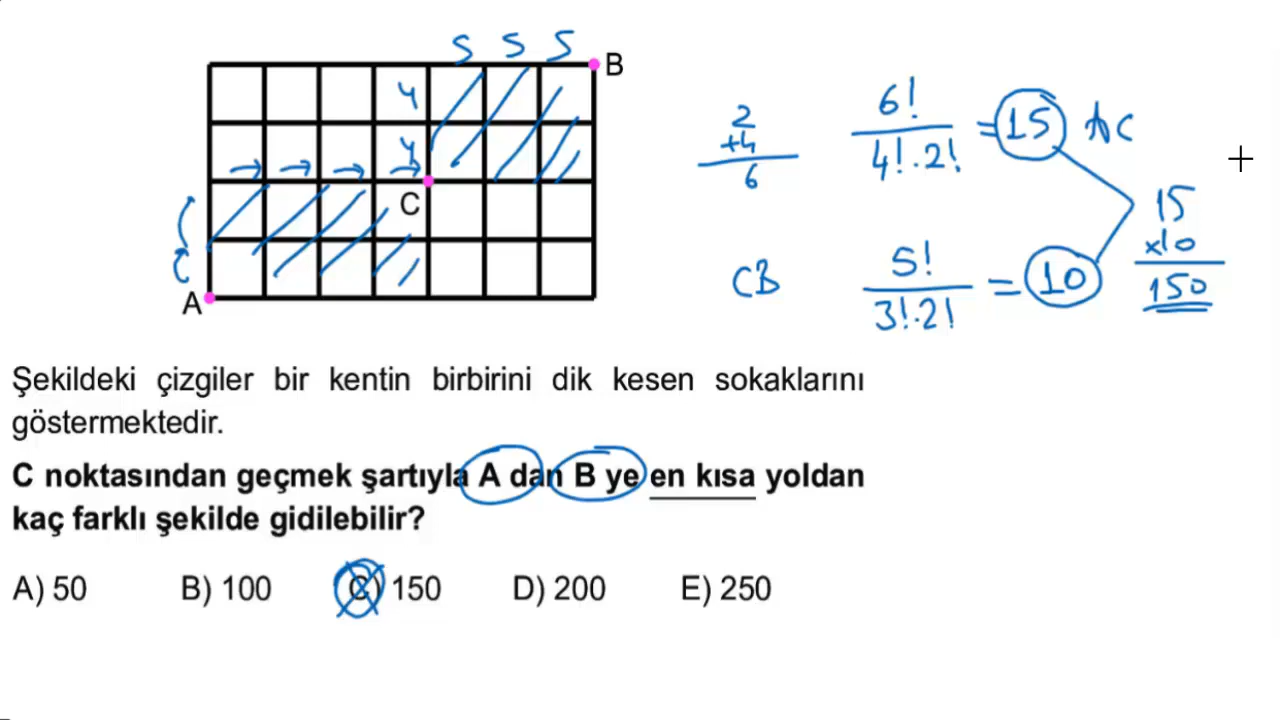 S S S
B
Y
Y
C
A
2
+4
6
6!
4!.2!
=15 AC
CB
5!
3!.2!
=10
15
x10
150
Şekildeki çizgiler bir kentin birbirini dik kesen sokaklarını
göstermektedir.
C noktasından geçmek şartıyla A dan B ye en kısa yoldan
kaç farklı şekilde gidilebilir?
A) 50 B) 100 C) 150 D) 200 E) 250